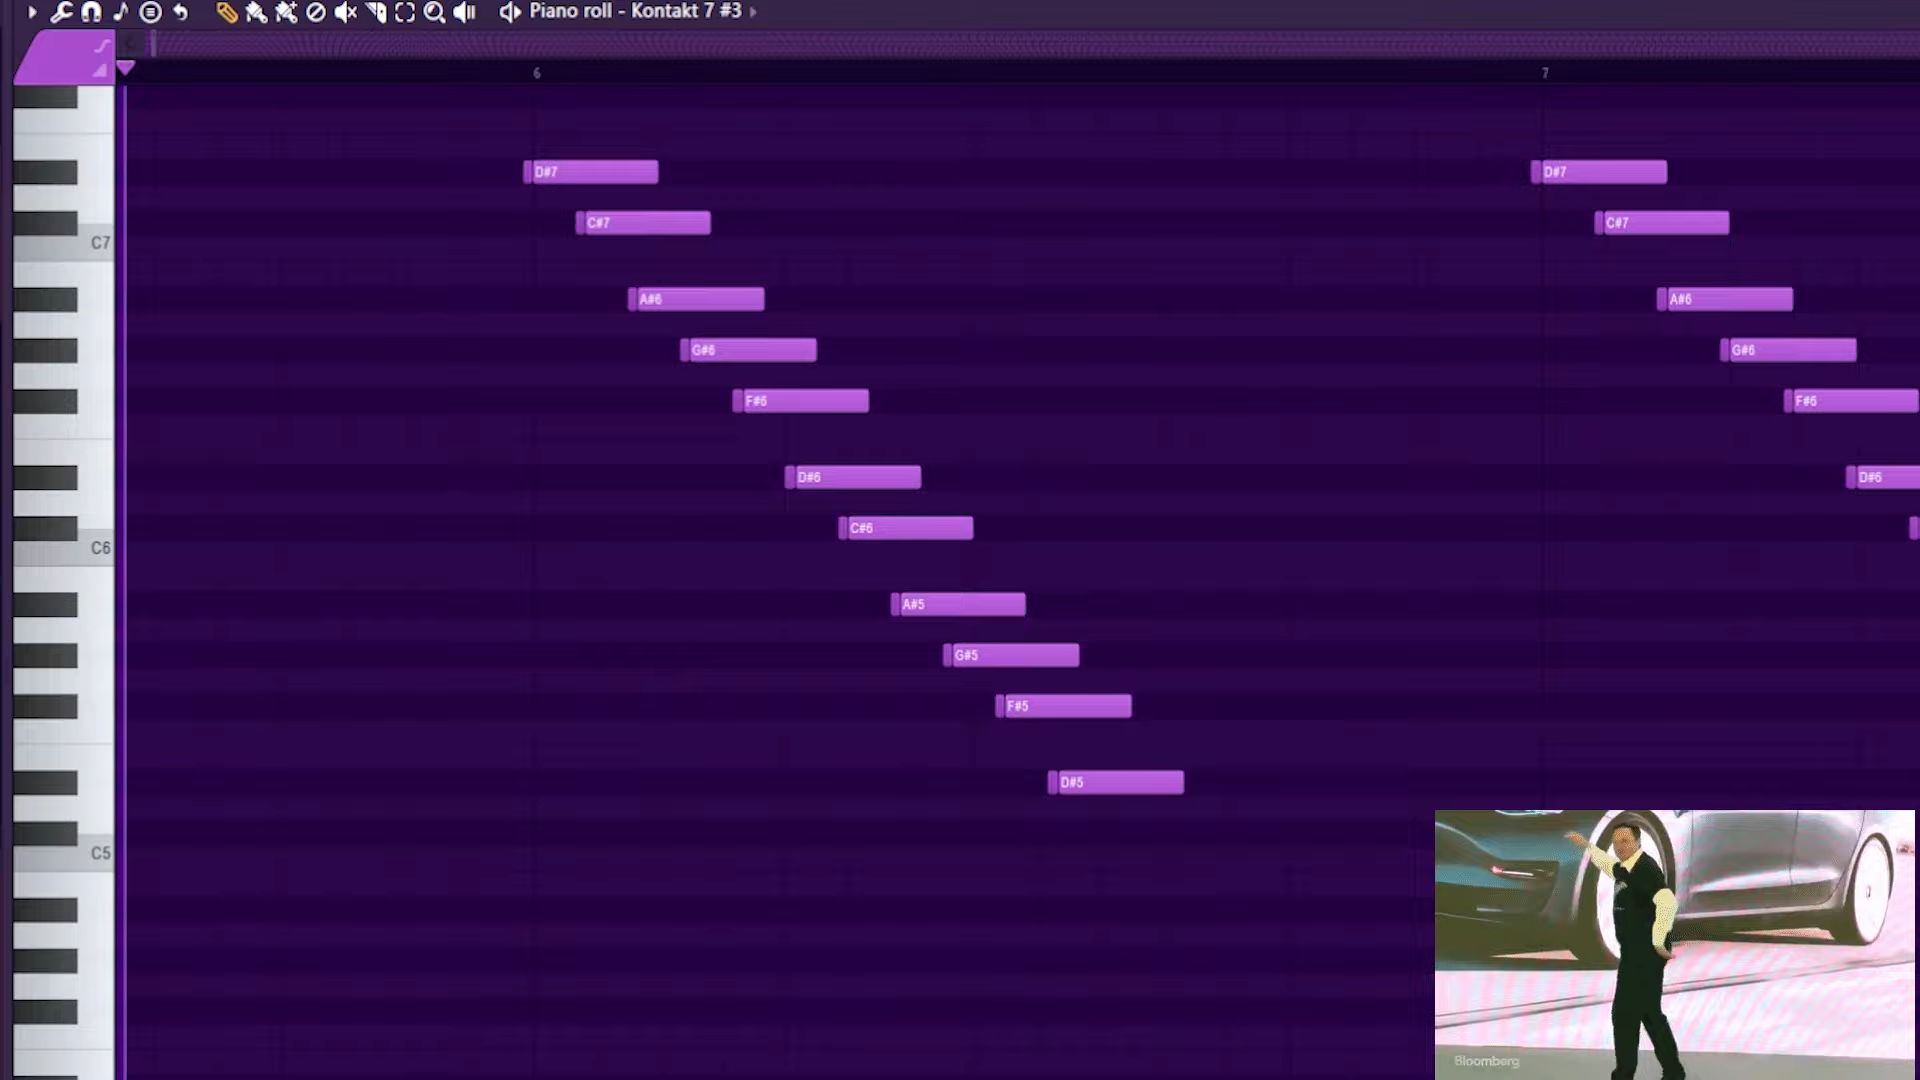 Piano roll - Kontakt 7 #3
6 7
D#7 D#7
C#7 C#7
C7
A#6 A#6
G#6 G#6
F#6 F#6
D#6 D#6
C#6
C6
A#5
G#5
F#5
D#5
C5
Bloomberg